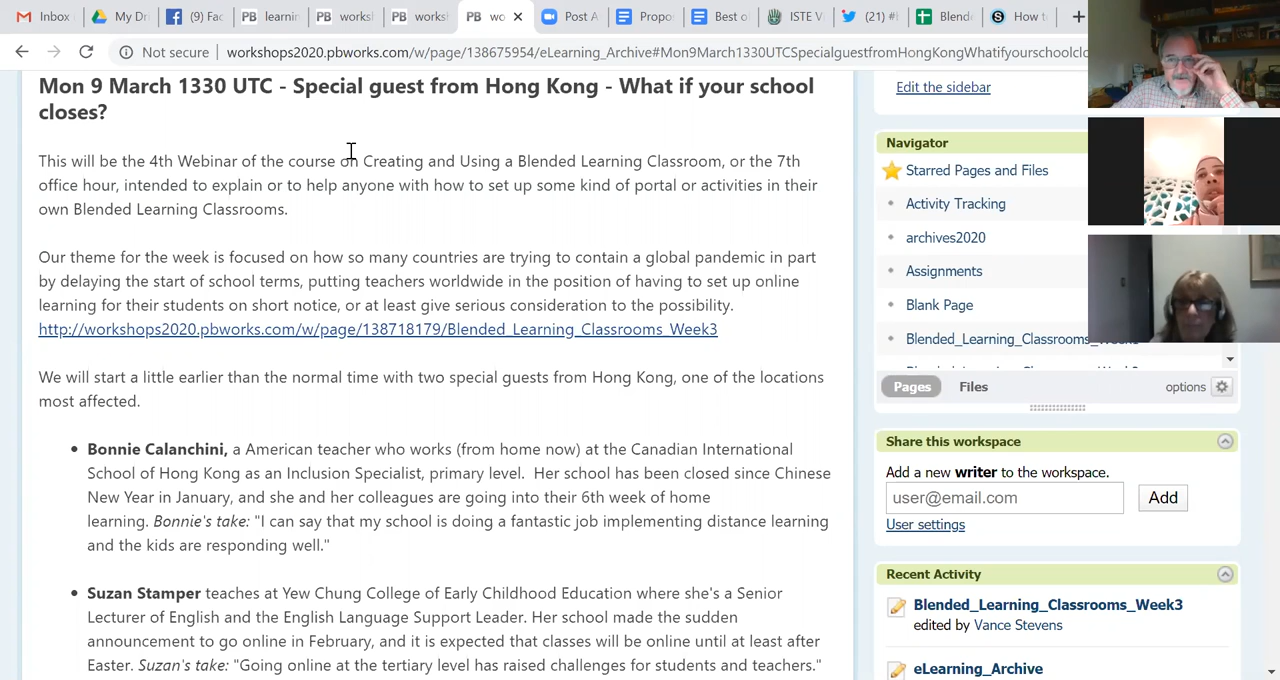 Inbox
My Dri
(9) Fac
learnin
works
works
wo
Post A
Propo
Best o
ISTE V
(21) #
Blende
How t
Not secure
workshops2020.pbworks.com/w/page/138675954/eLearning_Archive#Mon9March1330UTCSpecialguestfromHongKongWhatifyourschoolclo
Mon 9 March 1330 UTC - Special guest from Hong Kong - What if your school
closes?
This will be the 4th Webinar of the course Creating and Using a Blended Learning Classroom, or the 7th
office hour, intended to explain or to help anyone with how to set up some kind of portal or activities in their
own Blended Learning Classrooms.
Our theme for the week is focused on how so many countries are trying to contain a global pandemic in part
by delaying the start of school terms, putting teachers worldwide in the position of having to set up online
learning for their students on short notice, or at least give serious consideration to the possibility.
http://workshops2020.pbworks.com/w/page/138718179/Blended_Learning_Classrooms_Week3
We will start a little earlier than the normal time with two special guests from Hong Kong, one of the locations
most affected.
• Bonnie Calanchini, a American teacher who works (from home now) at the Canadian International
School of Hong Kong as an Inclusion Specialist, primary level. Her school has been closed since Chinese
New Year in January, and she and her colleagues are going into their 6th week of home
learning. Bonnie's take: "I can say that my school is doing a fantastic job implementing distance learning
and the kids are responding well."
• Suzan Stamper teaches at Yew Chung College of Early Childhood Education where she's a Senior
Lecturer of English and the English Language Support Leader. Her school made the sudden
announcement to go online in February, and it is expected that classes will be online until at least after
Easter. Suzan's take: "Going online at the tertiary level has raised challenges for students and teachers."
Edit the sidebar
Navigator
Starred Pages and Files
Activity Tracking
archives2020
Assignments
Blank Page
Blended_Learning_Classrooms_
Pages
Files
options
Share this workspace
Add a new writer to the workspace.
user@email.com
Add
User settings
Recent Activity
Blended_Learning_Classrooms_Week3
edited by Vance Stevens
eLearning_Archive